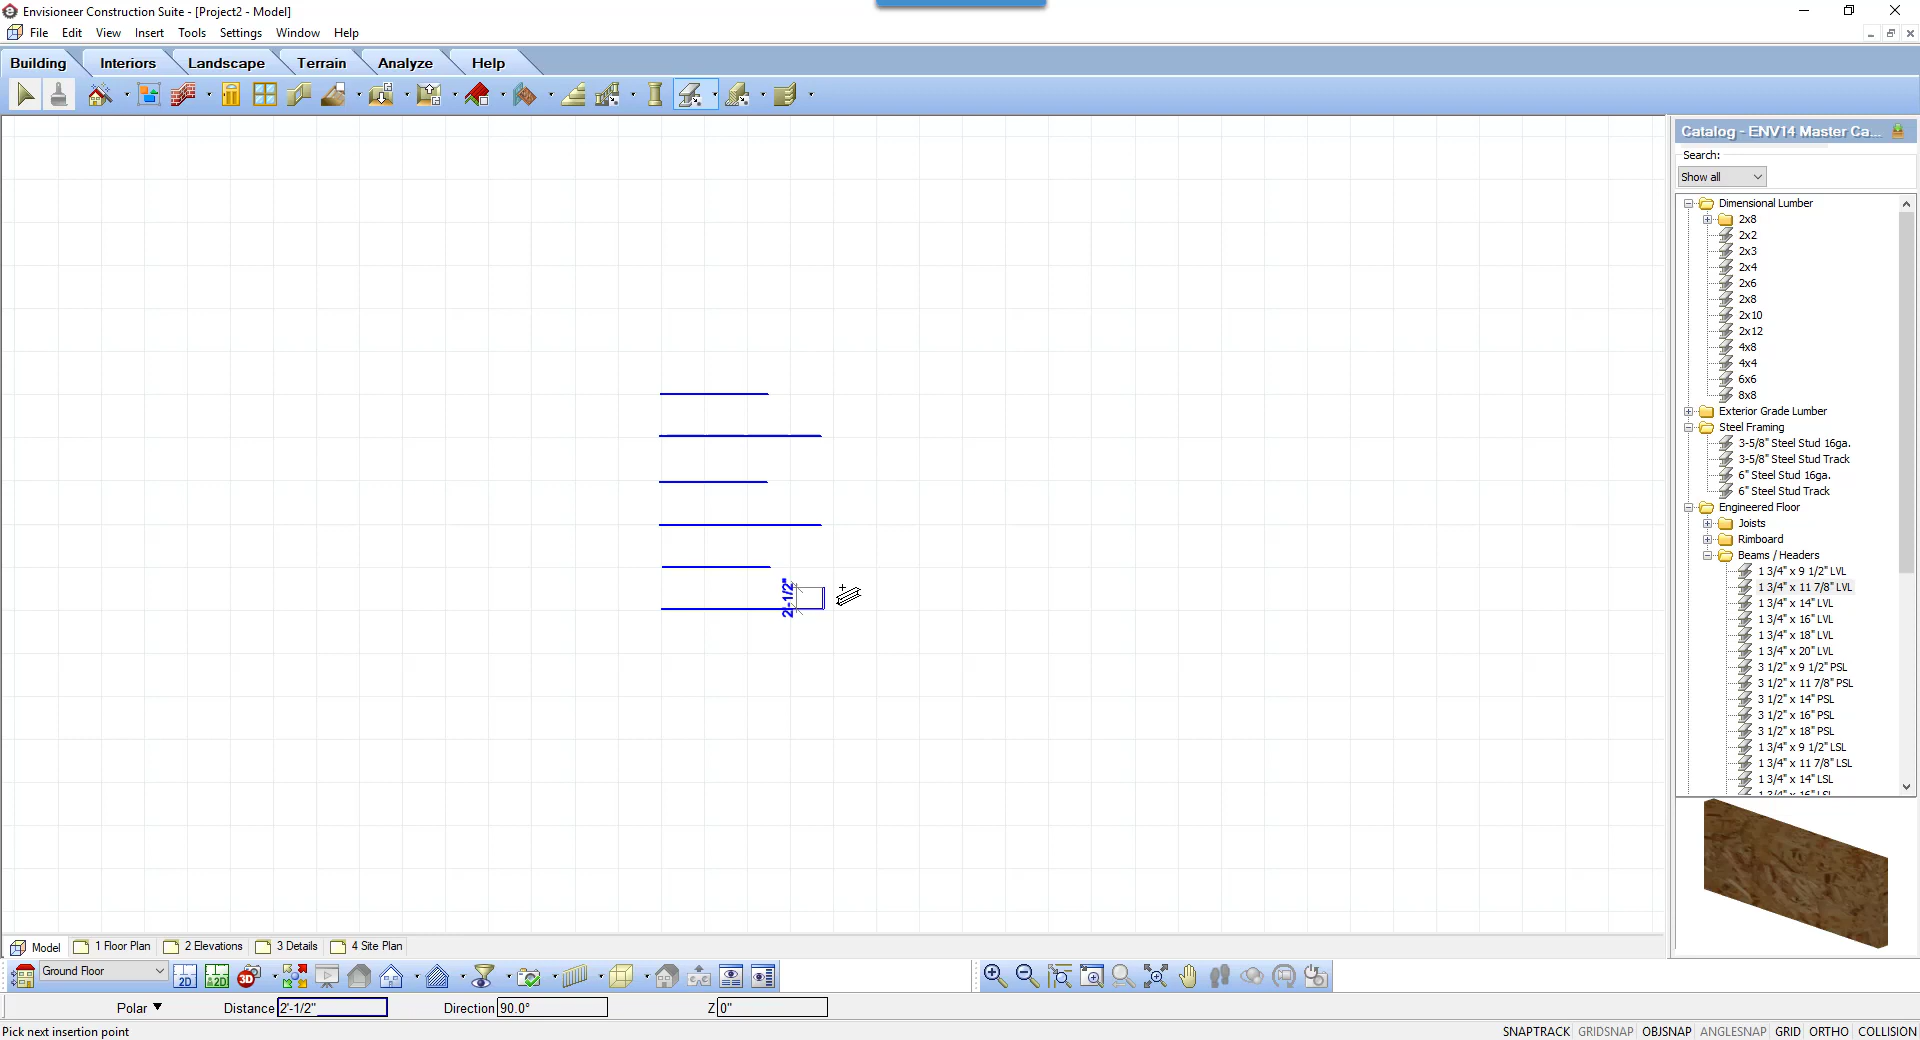 Envisioneer Construction Suite - [Project2 - Model]
File Edit View Insert Tools Settings Window Help
Building Interiors Landscape Terrain Analyze Help
Catalog - ENV14 Master Ca...
Search:
Show all
Dimensional Lumber
2x8
2x2
2x3
2x4
2x6
2x8
2x10
2x12
4x8
4x4
6x6
8x8
Exterior Grade Lumber
Steel Framing
3-5/8" Steel Stud 16ga.
3-5/8" Steel Stud Track
6" Steel Stud 16ga.
6" Steel Stud Track
Engineered Floor
Joists
Rimboard
Beams / Headers
1 3/4" x 9 1/2" LVL
1 3/4" x 11 7/8" LVL
1 3/4" x 14" LVL
1 3/4" x 16" LVL
1 3/4" x 18" LVL
1 3/4" x 20" LVL
3 1/2" x 9 1/2" PSL
3 1/2" x 11 7/8" PSL
3 1/2" x 14" PSL
3 1/2" x 16" PSL
3 1/2" x 18" PSL
1 3/4" x 9 1/2" LSL
1 3/4" x 11 7/8" LSL
1 3/4" x 14" LSL
1 3/4" x 16" LSL
2'-1/2"
Model 1 Floor Plan 2 Elevations 3 Details 4 Site Plan
Ground Floor 2D 2D 3D
Polar Distance 2'-1/2" Direction 90.0° Z 0"
Pick next insertion point
SNAPTRACK GRIDSNAP OBJSNAP ANGLESNAP GRID ORTHO COLLISION